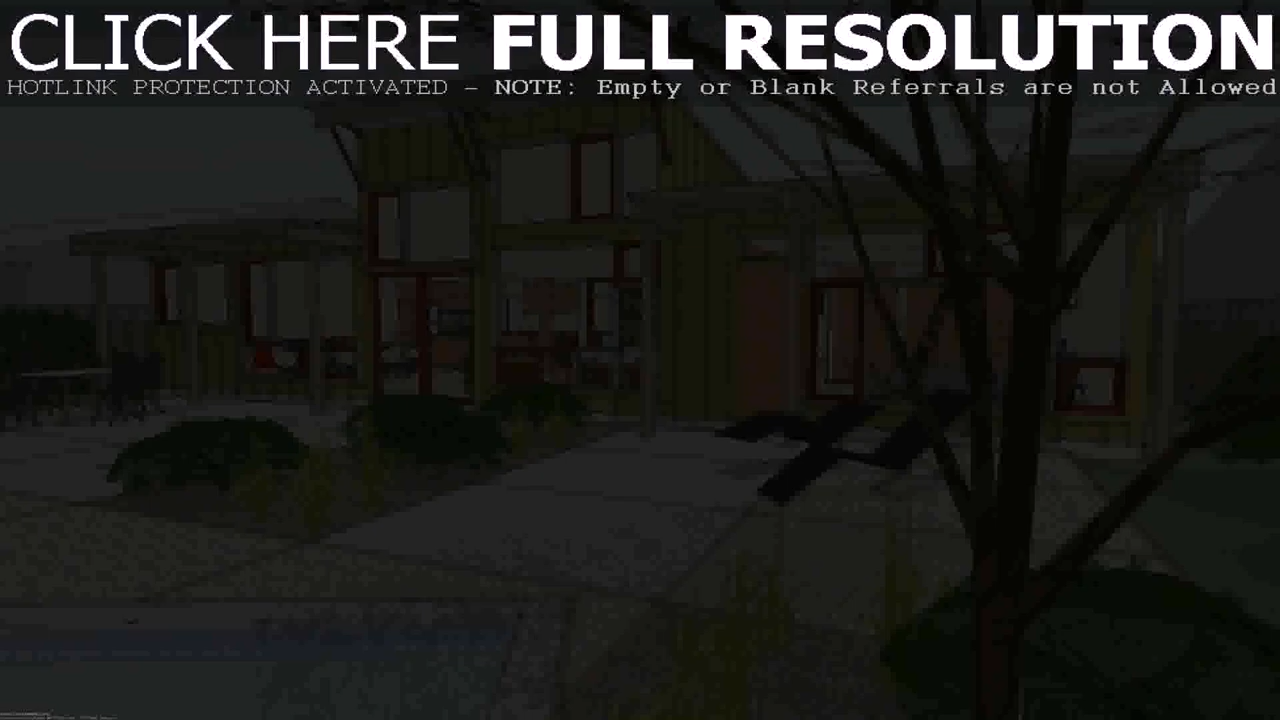 CLICK HERE FULL RESOLUTION
HOTLINK PROTECTION ACTIVATED – NOTE: Empty or Blank Referrals are not Allowed